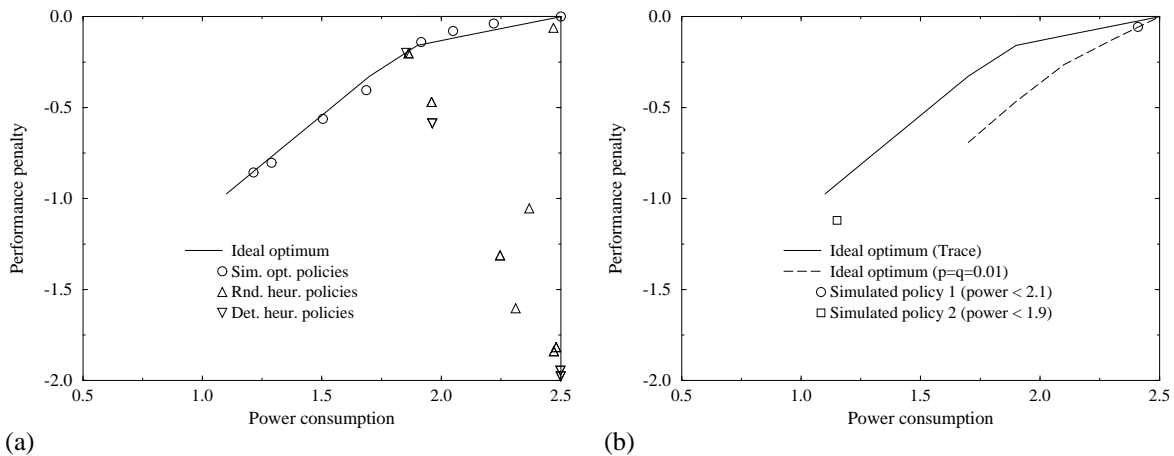 0.0
-0.5
-1.0
-1.5
-2.0
Performance penalty
Ideal optimum
Sim. opt. policies
Rnd. heur. policies
Det. heur. policies
0.5 1.0 1.5 2.0 2.5
Power consumption
(a)
0.0
-0.5
-1.0
-1.5
-2.0
Performance penalty
Ideal optimum (Trace)
Ideal optimum (p=q=0.01)
Simulated policy 1 (power < 2.1)
Simulated policy 2 (power < 1.9)
0.5 1.0 1.5 2.0 2.5
Power consumption
(b)